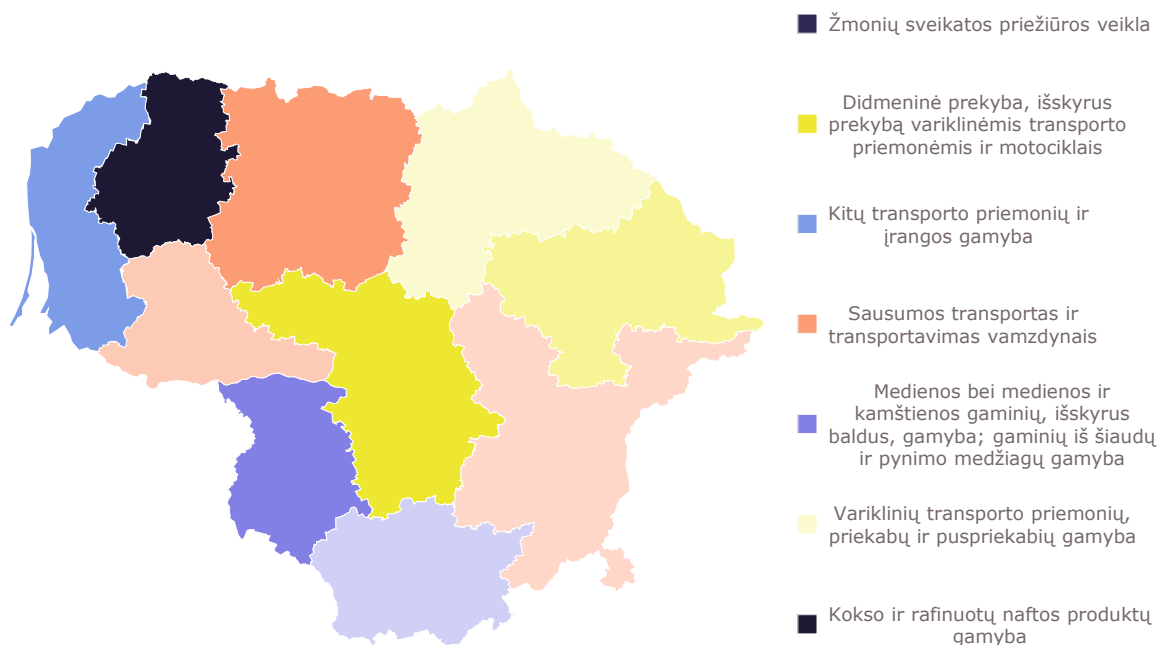 Žmonių sveikatos priežiūros veikla
Didmeninė prekyba, išskyrus
prekybą variklinėmis transporto
priemonėmis ir motociklais
Kitų transporto priemonių ir
įrangos gamyba
Sausumos transportas ir
transportavimas vamzdynais
Medienos bei medienos ir
kamštienos gaminių, išskyrus
baldus, gamyba; gaminių iš šiaudų
ir pynimo medžiagų gamyba
Variklinių transporto priemonių,
priekabų ir puspriekabių gamyba
Kokso ir rafinuotų naftos produktų
gamyba